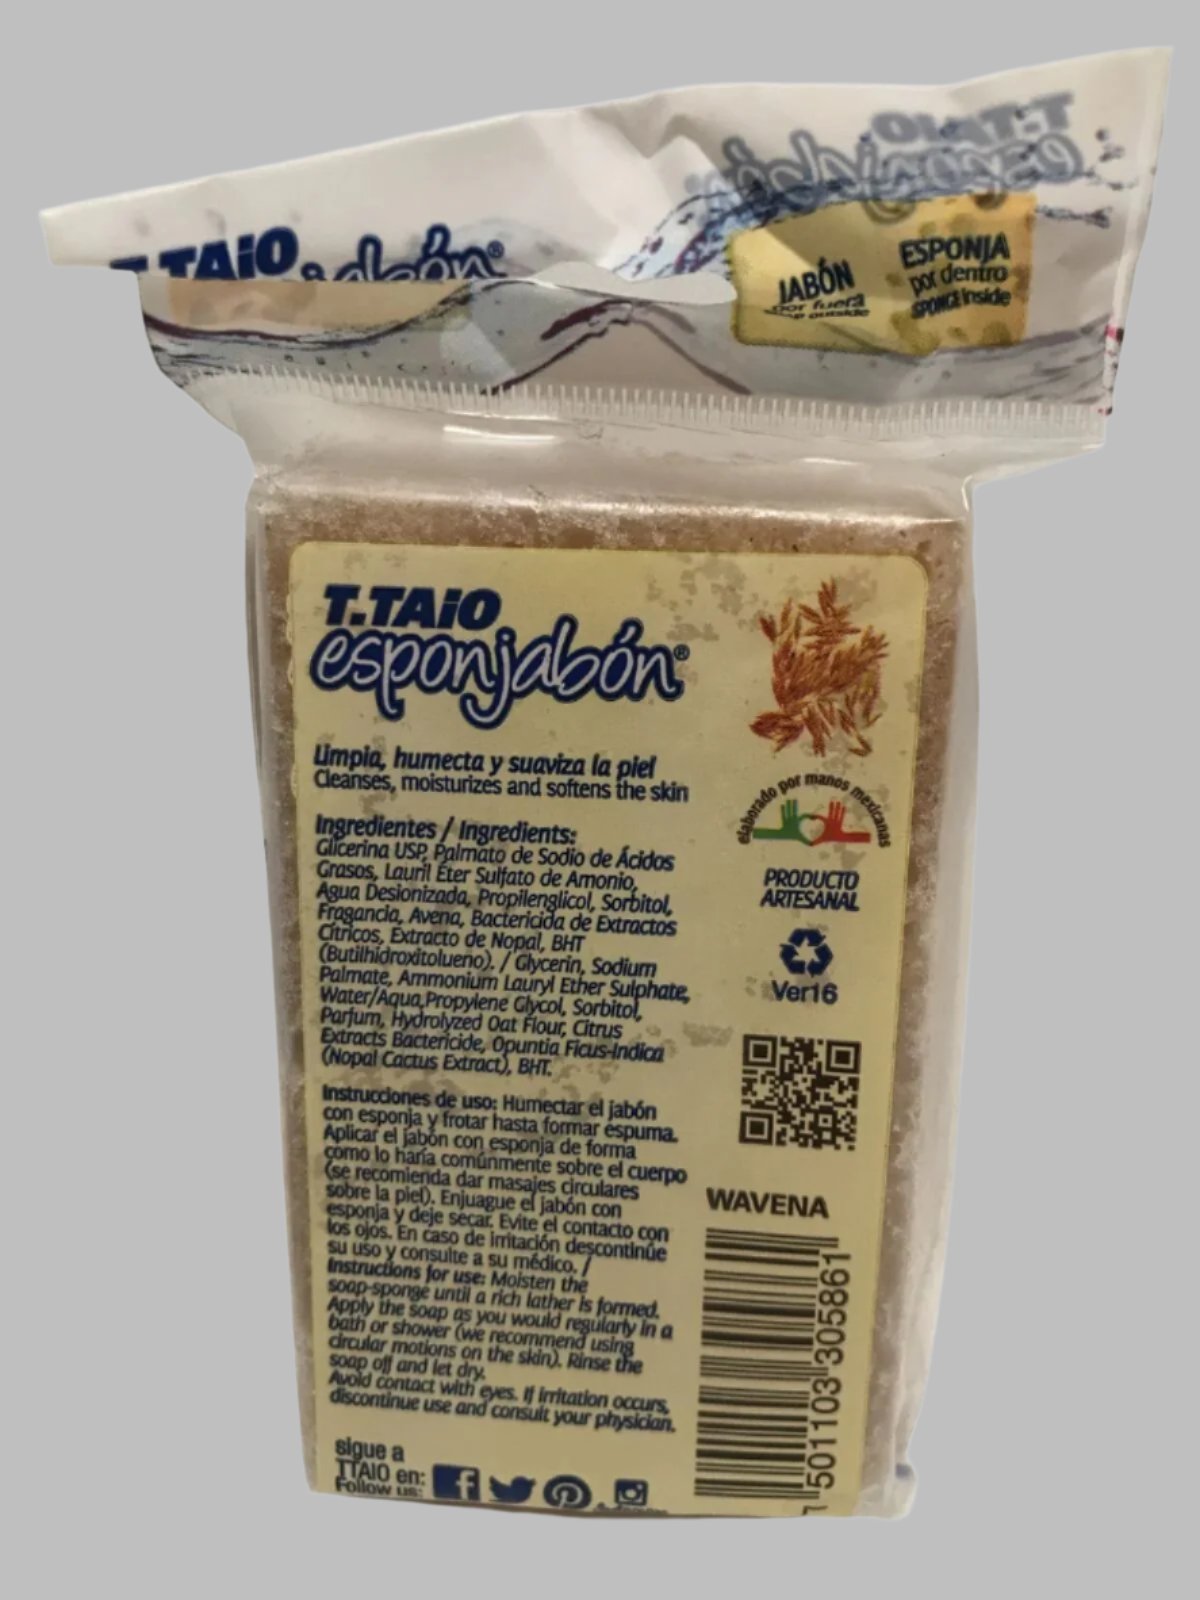 T.TAiO
esponjabón®
T.TAiO
JABÓN
por fuera
soap outside
ESPONJA
por dentro
SPONGE inside
T.TAiO
esponjabón®
Limpia, humecta y suaviza la piel
Cleanses, moisturizes and softens the skin
Ingredientes / Ingredients:
Glicerina USP, Palmato de Sodio de Ácidos
Grasos, Lauril Éter Sulfato de Amonio,
Agua Desionizada, Propilenglicol, Sorbitol,
Fragancia, Avena, Bactericida de Extractos
Cítricos, Extracto de Nopal, BHT
(Butilhidroxitolueno). / Glycerin, Sodium
Palmate, Ammonium Lauryl Ether Sulphate,
Water/Aqua,Propylene Glycol, Sorbitol,
Parfum, Hydrolyzed Oat Flour, Citrus
Extracts Bactericide, Opuntia Ficus-Indica
(Nopal Cactus Extract), BHT.
Instrucciones de uso: Humectar el jabón
con esponja y frotar hasta formar espuma.
Aplicar el jabón con esponja de forma
como lo haría comúnmente sobre el cuerpo
(se recomienda dar masajes circulares
sobre la piel). Enjuague el jabón con
esponja y deje secar. Evite el contacto con
los ojos. En caso de irritación descontinúe
su uso y consulte a su médico. /
Instructions for use: Moisten the
soap-sponge until a rich lather is formed.
Apply the soap as you would regularly in a
bath or shower (we recommend using
circular motions on the skin). Rinse the
soap off and let dry.
Avoid contact with eyes. If irritation occurs,
discontinue use and consult your physician.
sigue a
TTAIO en:
Follow us:
elaborado por manos mexicanas
PRODUCTO
ARTESANAL
Ver16
WAVENA
7 501103 305861